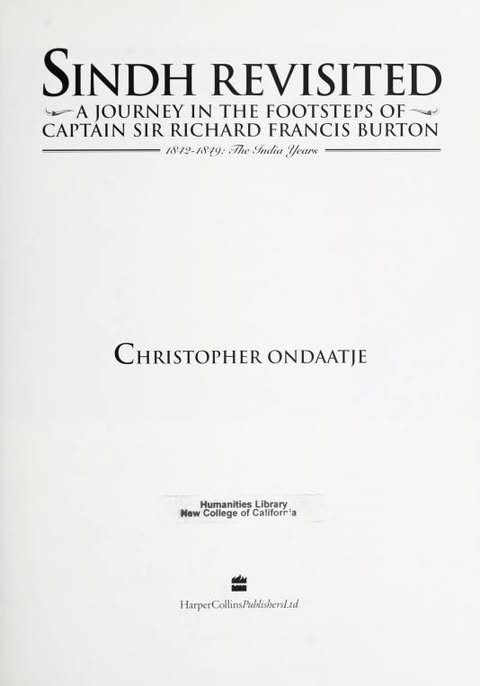 SINDH REVISITED
A JOURNEY IN THE FOOTSTEPS OF
CAPTAIN SIR RICHARD FRANCIS BURTON
1842-1849: The India Years
CHRISTOPHER ONDAATJE
Humanities Library
New College of California
HarperCollinsPublishersLtd